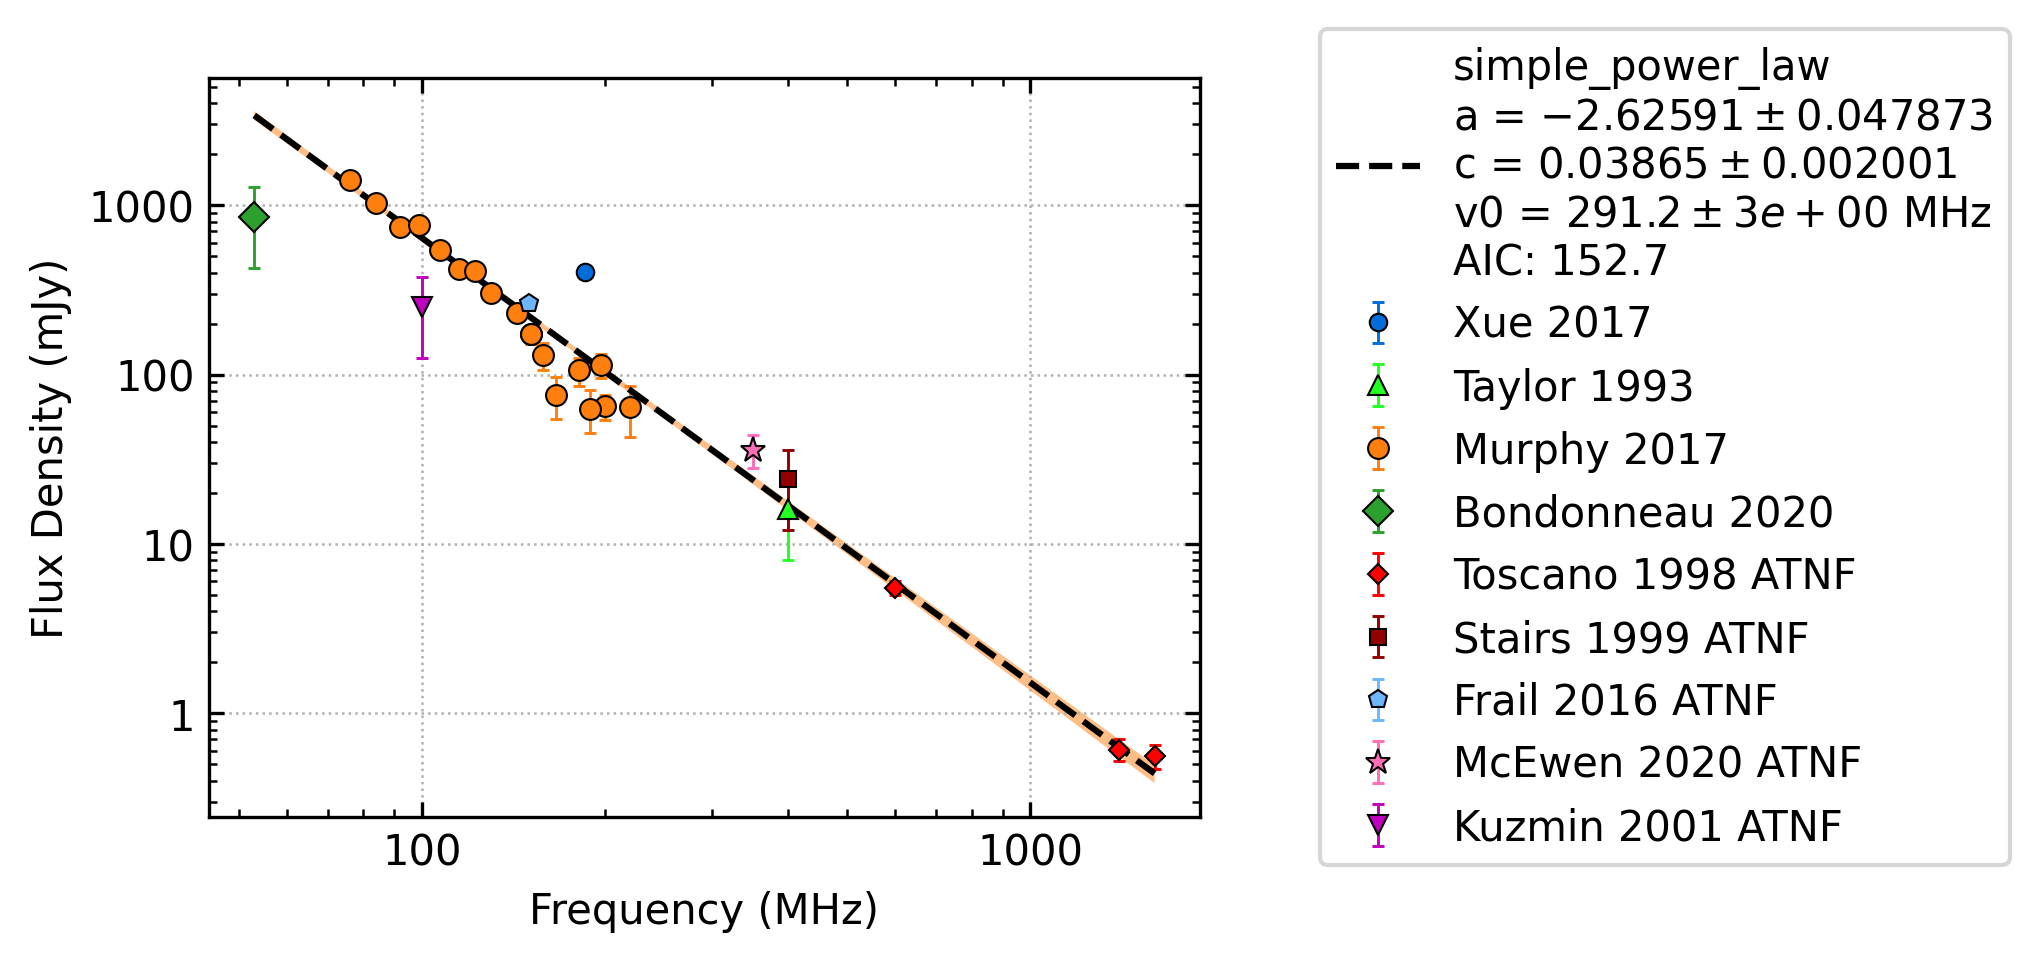 simple_power_law
a = −2.62591 ± 0.047873
c = 0.03865 ± 0.002001
v0 = 291.2 ± 3e + 00 MHz
AIC: 152.7
Xue 2017
Taylor 1993
Murphy 2017
Bondonneau 2020
Toscano 1998 ATNF
Stairs 1999 ATNF
Frail 2016 ATNF
McEwen 2020 ATNF
Kuzmin 2001 ATNF
Flux Density (mJy)
1000
100
10
1
100
1000
Frequency (MHz)